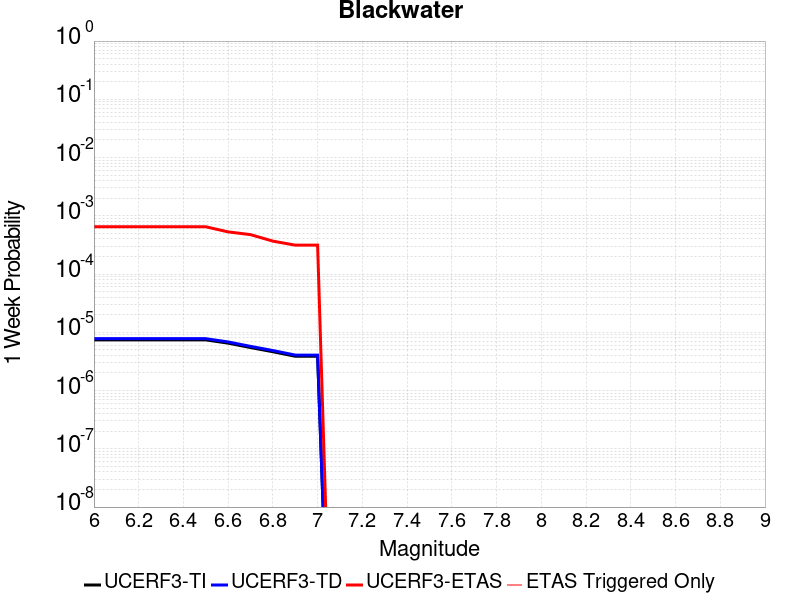 Blackwater
10^0
10^-1
10^-2
10^-3
10^-4
10^-5
10^-6
10^-7
10^-8
1 Week Probability
6 6.2 6.4 6.6 6.8 7 7.2 7.4 7.6 7.8 8 8.2 8.4 8.6 8.8 9
Magnitude
UCERF3-TI UCERF3-TD UCERF3-ETAS ETAS Triggered Only